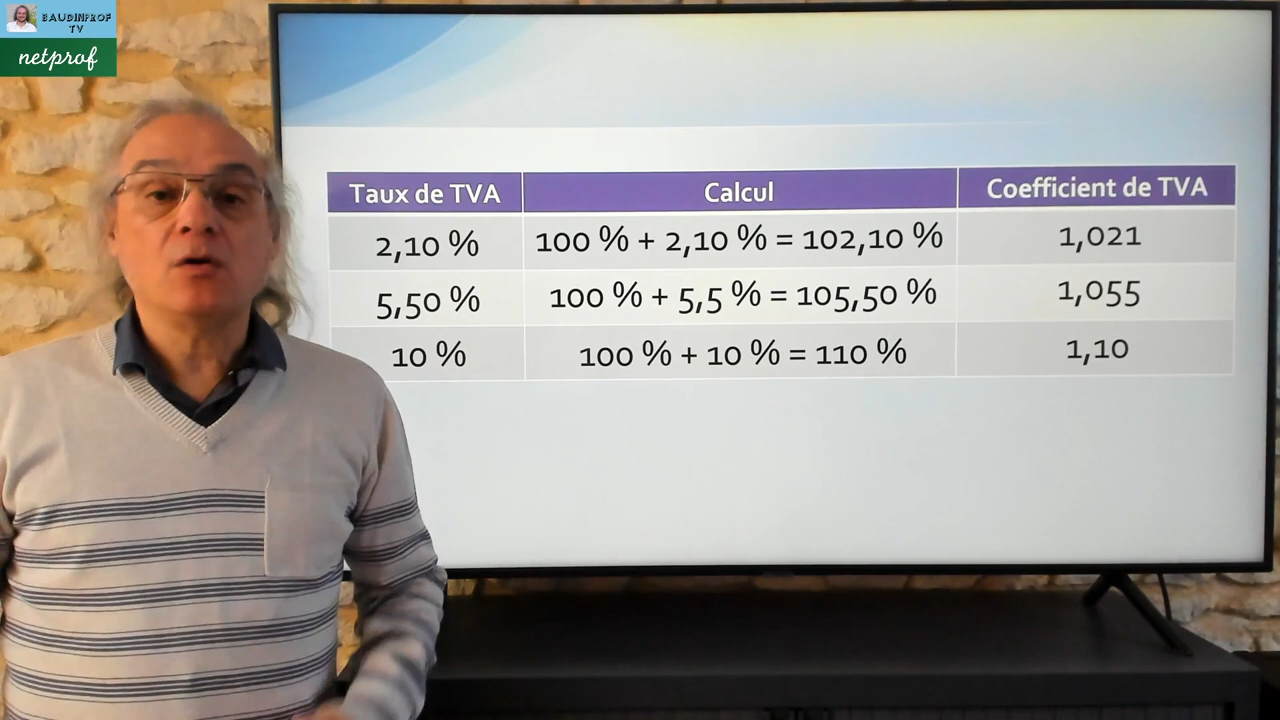 BAUDINPROF
TV
netprof
Taux de TVA Calcul Coefficient de TVA
2,10 % 100 % + 2,10 % = 102,10 % 1,021
5,50 % 100 % + 5,5 % = 105,50 % 1,055
10 % 100 % + 10 % = 110 % 1,10